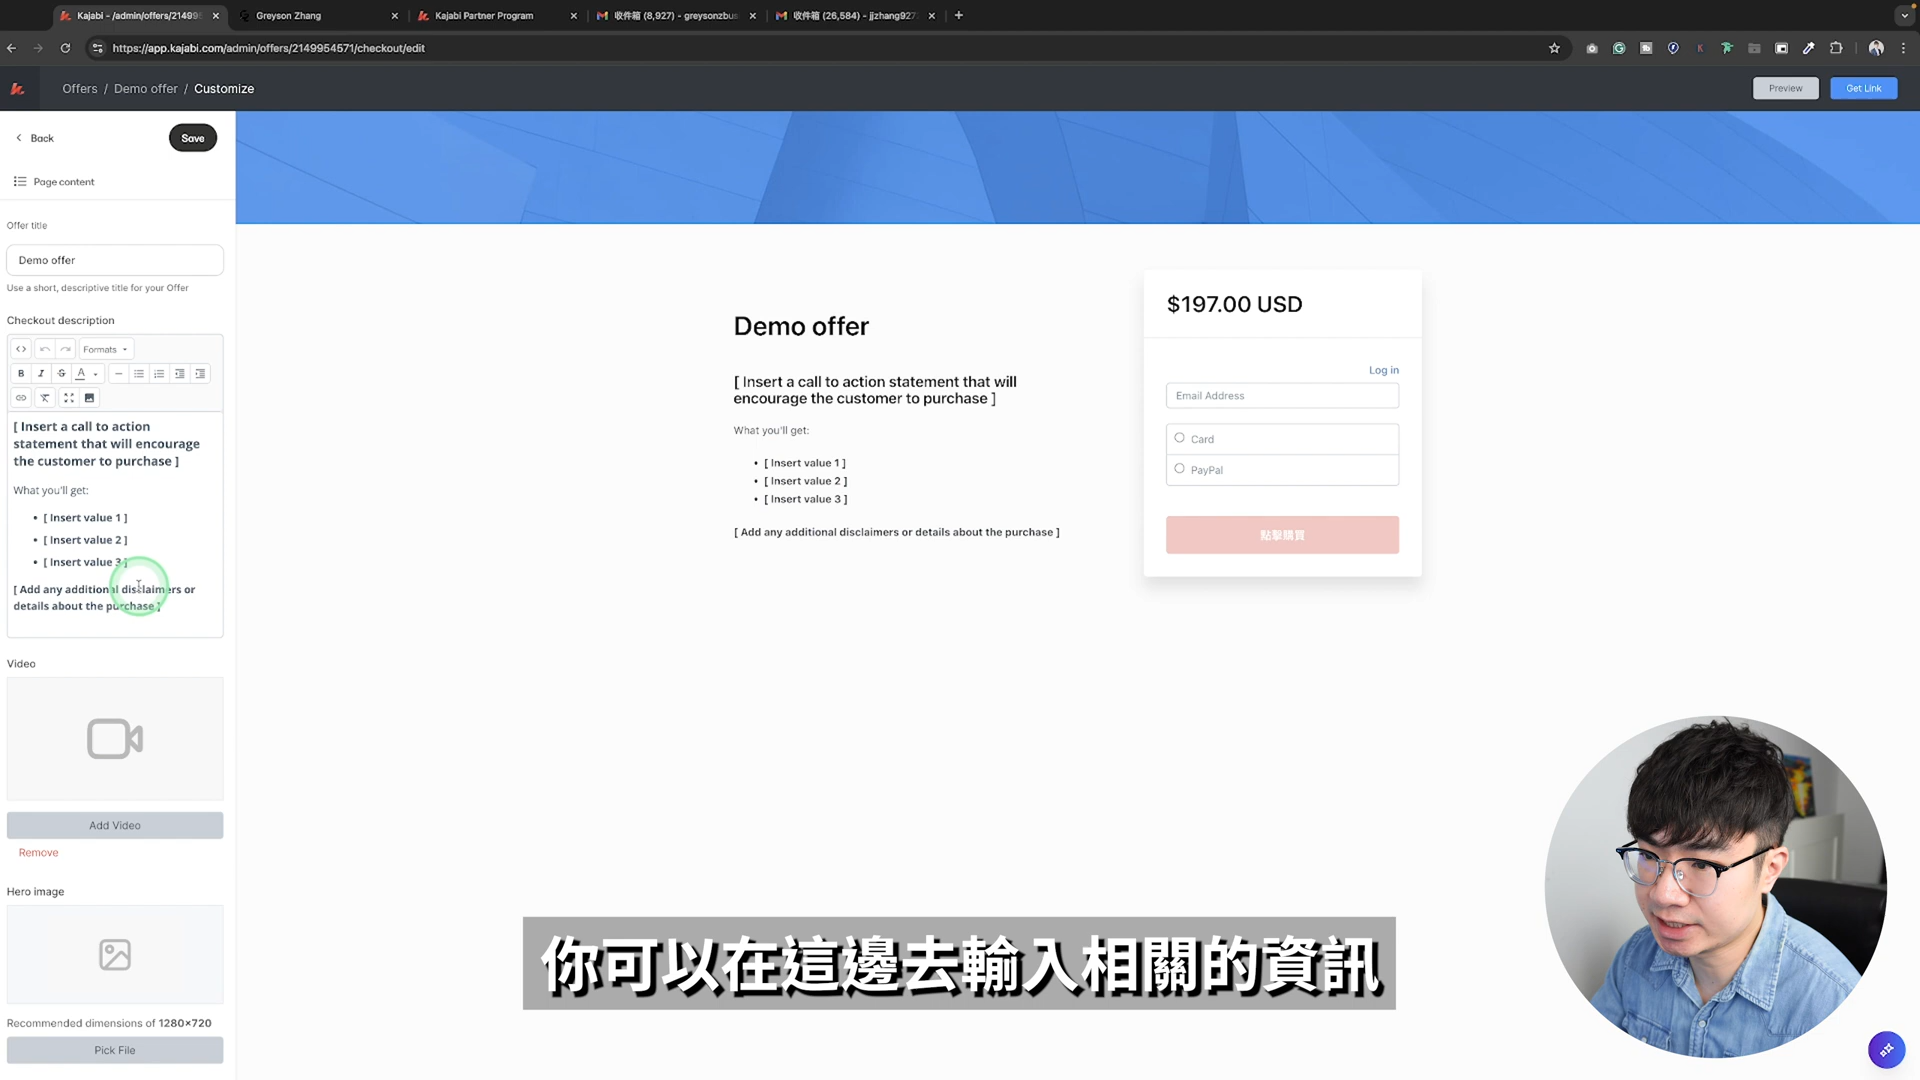 Kajabi - /admin/offers/21499
Greyson Zhang
Kajabi Partner Program
收件箱 (8,927) - greysonzbus
收件箱 (26,584) - jjzhang927
https://app.kajabi.com/admin/offers/2149954571/checkout/edit
Offers / Demo offer / Customize
Preview
Get Link
Back
Save
Page content
Offer title
Demo offer
Use a short, descriptive title for your Offer
Checkout description
Formats
[ Insert a call to action
statement that will encourage
the customer to purchase ]
What you'll get:
• [ Insert value 1 ]
• [ Insert value 2 ]
• [ Insert value 3 ]
[ Add any additional disclaimers or
details about the purchase ]
Video
Add Video
Remove
Hero image
Recommended dimensions of 1280×720
Pick File
Demo offer
[ Insert a call to action statement that will
encourage the customer to purchase ]
What you'll get:
• [ Insert value 1 ]
• [ Insert value 2 ]
• [ Insert value 3 ]
[ Add any additional disclaimers or details about the purchase ]
$197.00 USD
Log in
Email Address
Card
PayPal
點擊購買
你可以在這邊去輸入相關的資訊